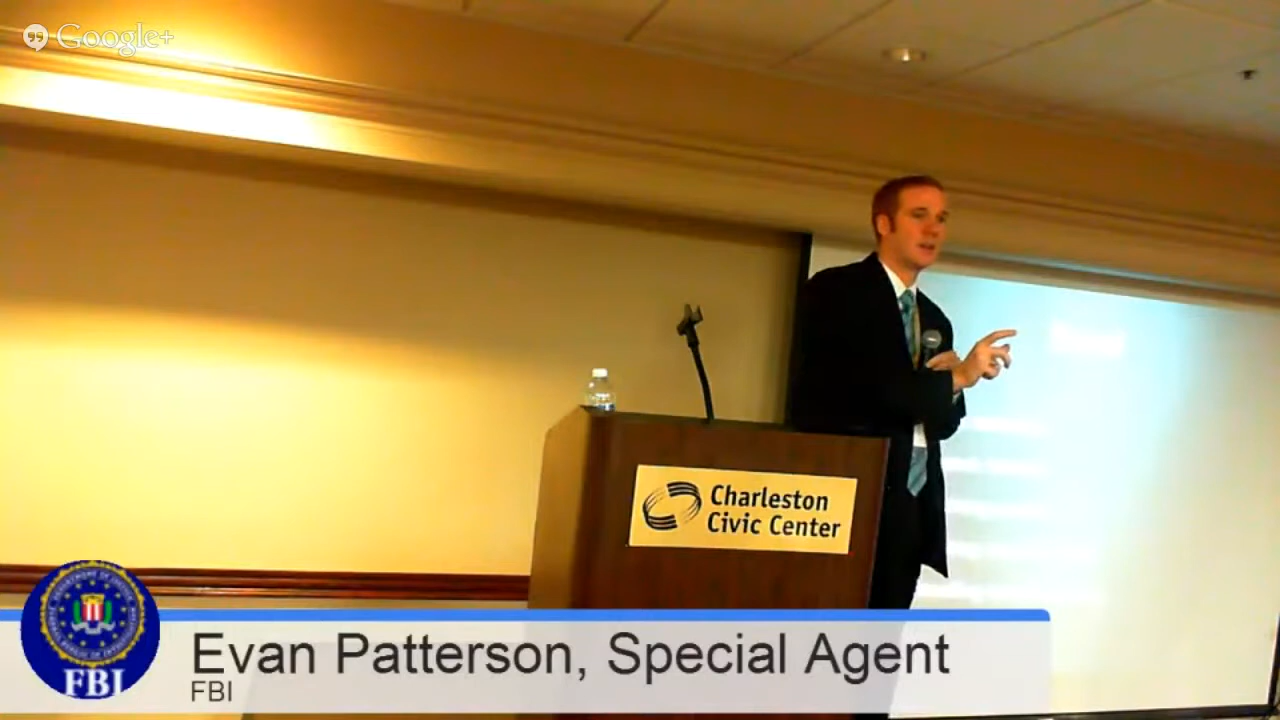 Google+
Charleston
Civic Center
Evan Patterson, Special Agent
FBI
FBI